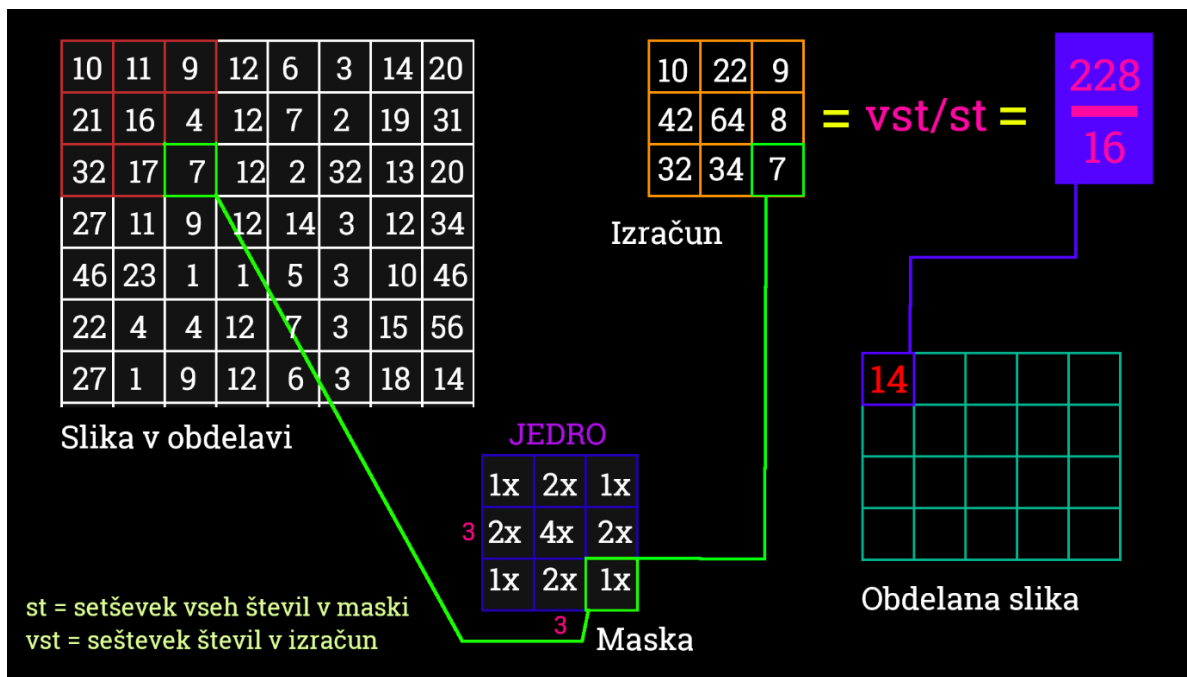 10 11 9 12 6 3 14 20
21 16 4 12 7 2 19 31
32 17 7 12 2 32 13 20
27 11 9 12 14 3 12 34
46 23 1 1 5 3 10 46
22 4 4 12 7 3 15 56
27 1 9 12 6 3 18 14
Slika v obdelavi
10 22 9
42 64 8
32 34 7
Izračun
= vst/st =
228
16
JEDRO
1x 2x 1x
3 2x 4x 2x
1x 2x 1x
3
Maska
14
Obdelana slika
st = setševek vseh števil v maski
vst = seštevek števil v izračun